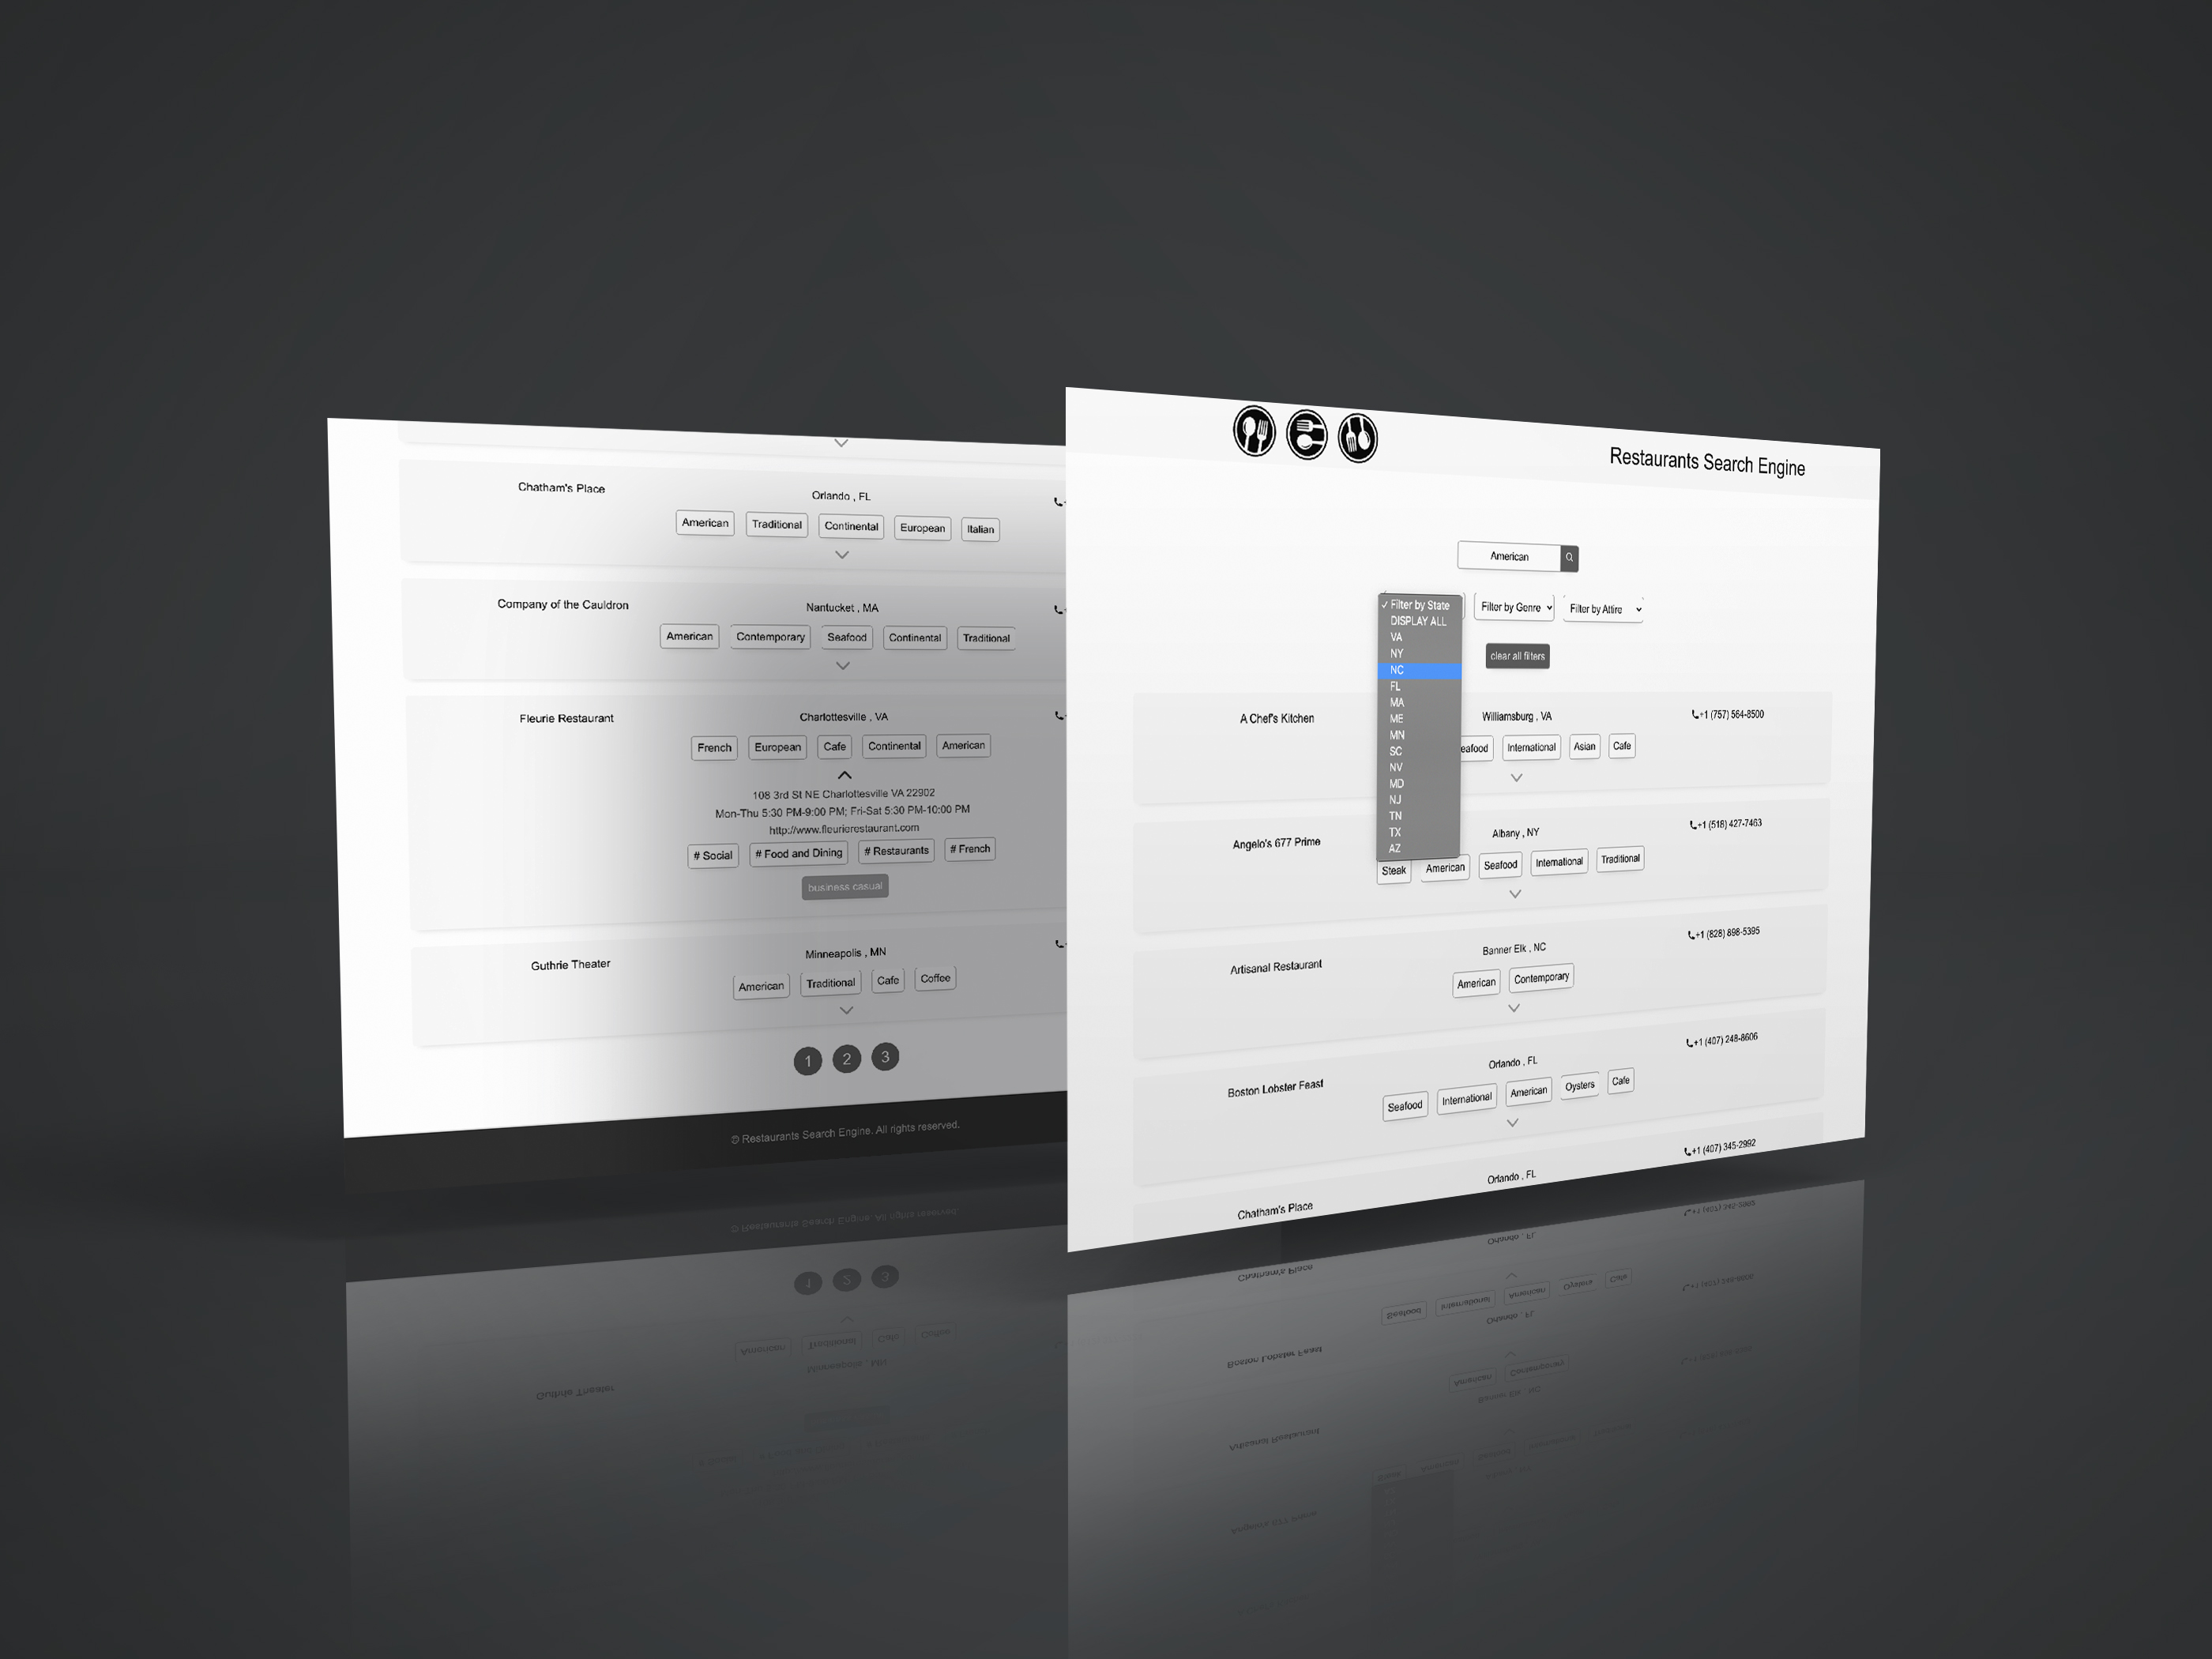 Chatham's Place
Orlando , FL
American Traditional Continental European Italian
Company of the Cauldron
Nantucket , MA
American Contemporary Seafood Continental Traditional
Fleurie Restaurant
Charlottesville , VA
French European Cafe Continental American
108 3rd St NE Charlottesville VA 22902
Mon-Thu 5:30 PM-9:00 PM; Fri-Sat 5:30 PM-10:00 PM
http://www.fleurierestaurant.com
# Social # Food and Dining # Restaurants # French
business casual
Guthrie Theater
Minneapolis , MN
American Traditional Cafe Coffee
1 2 3
© Restaurants Search Engine. All rights reserved.
Restaurants Search Engine
American
✓ Filter by State
DISPLAY ALL
VA
NY
NC
FL
MA
ME
MN
SC
NV
MD
NJ
TN
TX
AZ
Filter by Genre
Filter by Attire
clear all filters
A Chef's Kitchen
Williamsburg , VA
+1 (757) 564-8500
eafood International Asian Cafe
Angelo's 677 Prime
Albany , NY
+1 (518) 427-7463
Steak American Seafood International Traditional
Artisanal Restaurant
Banner Elk , NC
+1 (828) 898-5395
American Contemporary
Boston Lobster Feast
Orlando , FL
+1 (407) 248-8606
Seafood International American Oysters Cafe
Chatham's Place
Orlando , FL
+1 (407) 345-2992